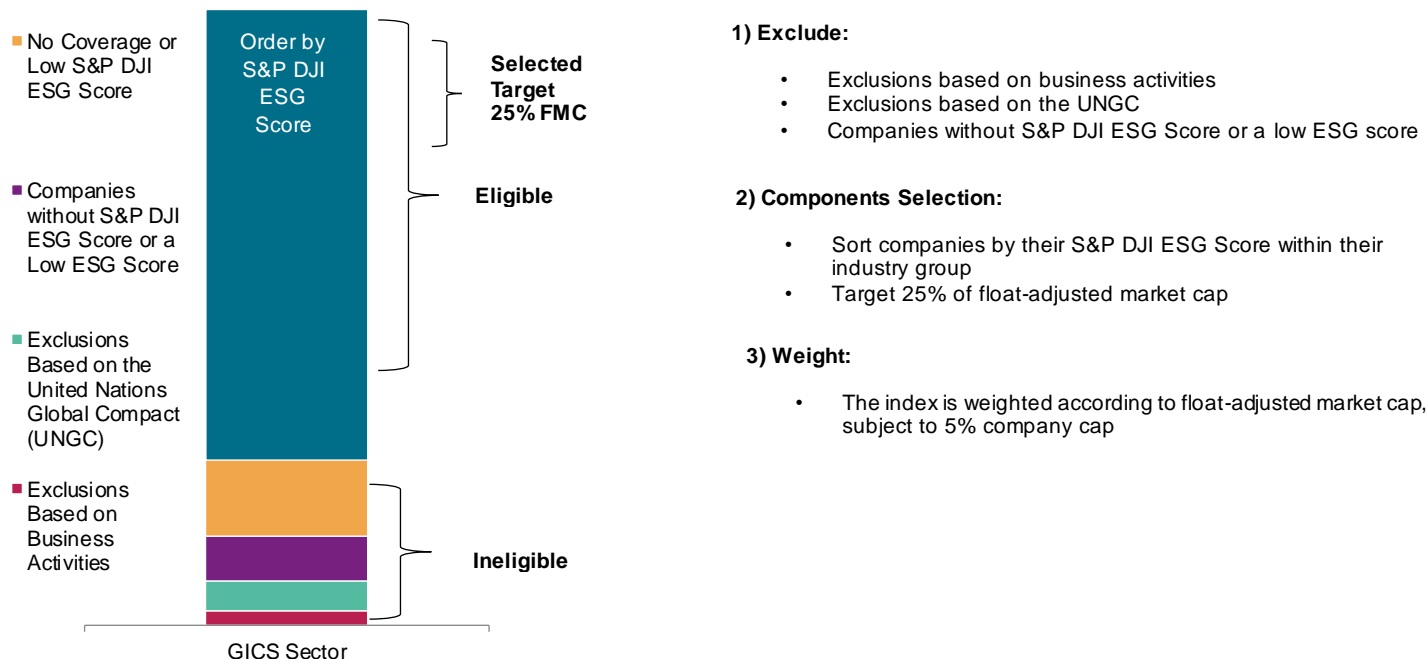 No Coverage or
Low S&P DJI
ESG Score
Companies
without S&P DJI
ESG Score or a
Low ESG Score
Exclusions
Based on the
United Nations
Global Compact
(UNGC)
Exclusions
Based on
Business
Activities
Order by
S&P DJI
ESG
Score
GICS Sector
Selected
Target
25% FMC
Eligible
Ineligible
1) Exclude:
• Exclusions based on business activities
• Exclusions based on the UNGC
• Companies without S&P DJI ESG Score or a low ESG score
2) Components Selection:
• Sort companies by their S&P DJI ESG Score within their
industry group
• Target 25% of float-adjusted market cap
3) Weight:
• The index is weighted according to float-adjusted market cap,
subject to 5% company cap